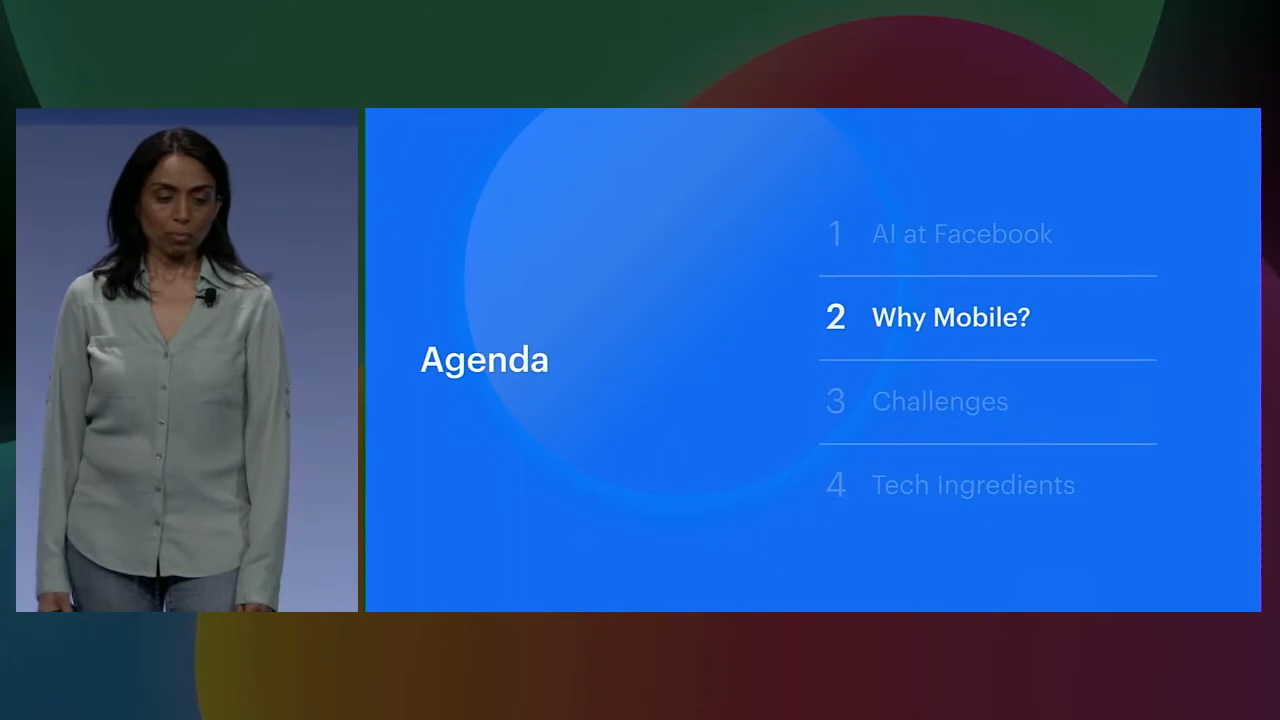 Agenda
1 AI at Facebook
2 Why Mobile?
3 Challenges
4 Tech Ingredients